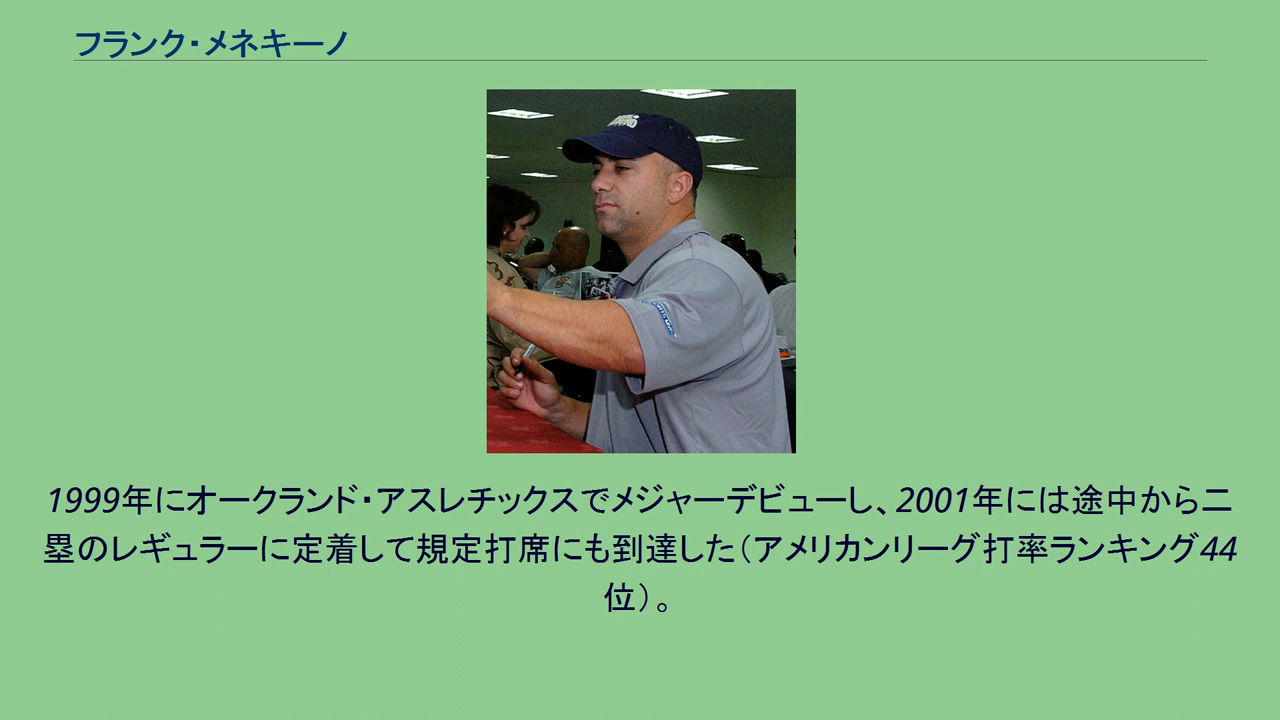 フランク・メネキーノ
1999年にオークランド・アスレチックスでメジャーデビューし、2001年には途中から二
塁のレギュラーに定着して規定打席にも到達した（アメリカンリーグ打率ランキング44
位）。